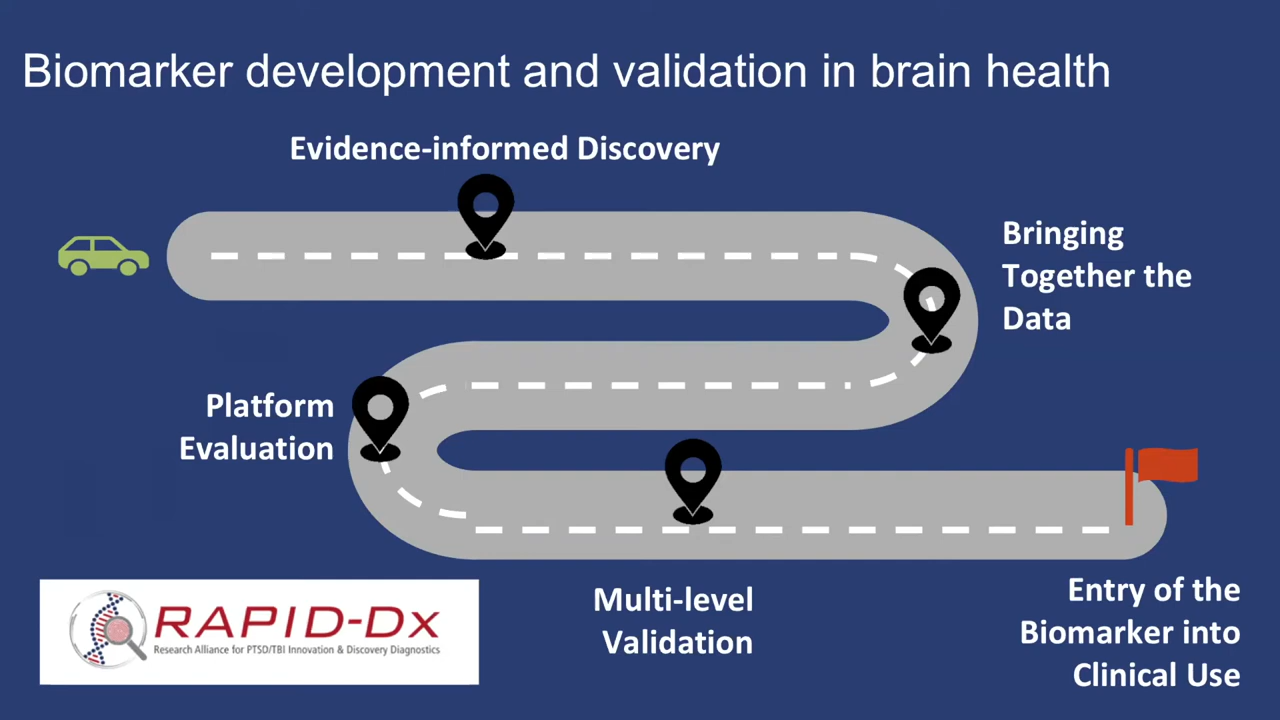 Biomarker development and validation in brain health
Evidence-informed Discovery
Bringing
Together the
Data
Platform
Evaluation
Multi-level
Validation
Entry of the
Biomarker into
Clinical Use
RAPID-Dx
Research Alliance for PTSD/TBI Innovation & Discovery Diagnostics